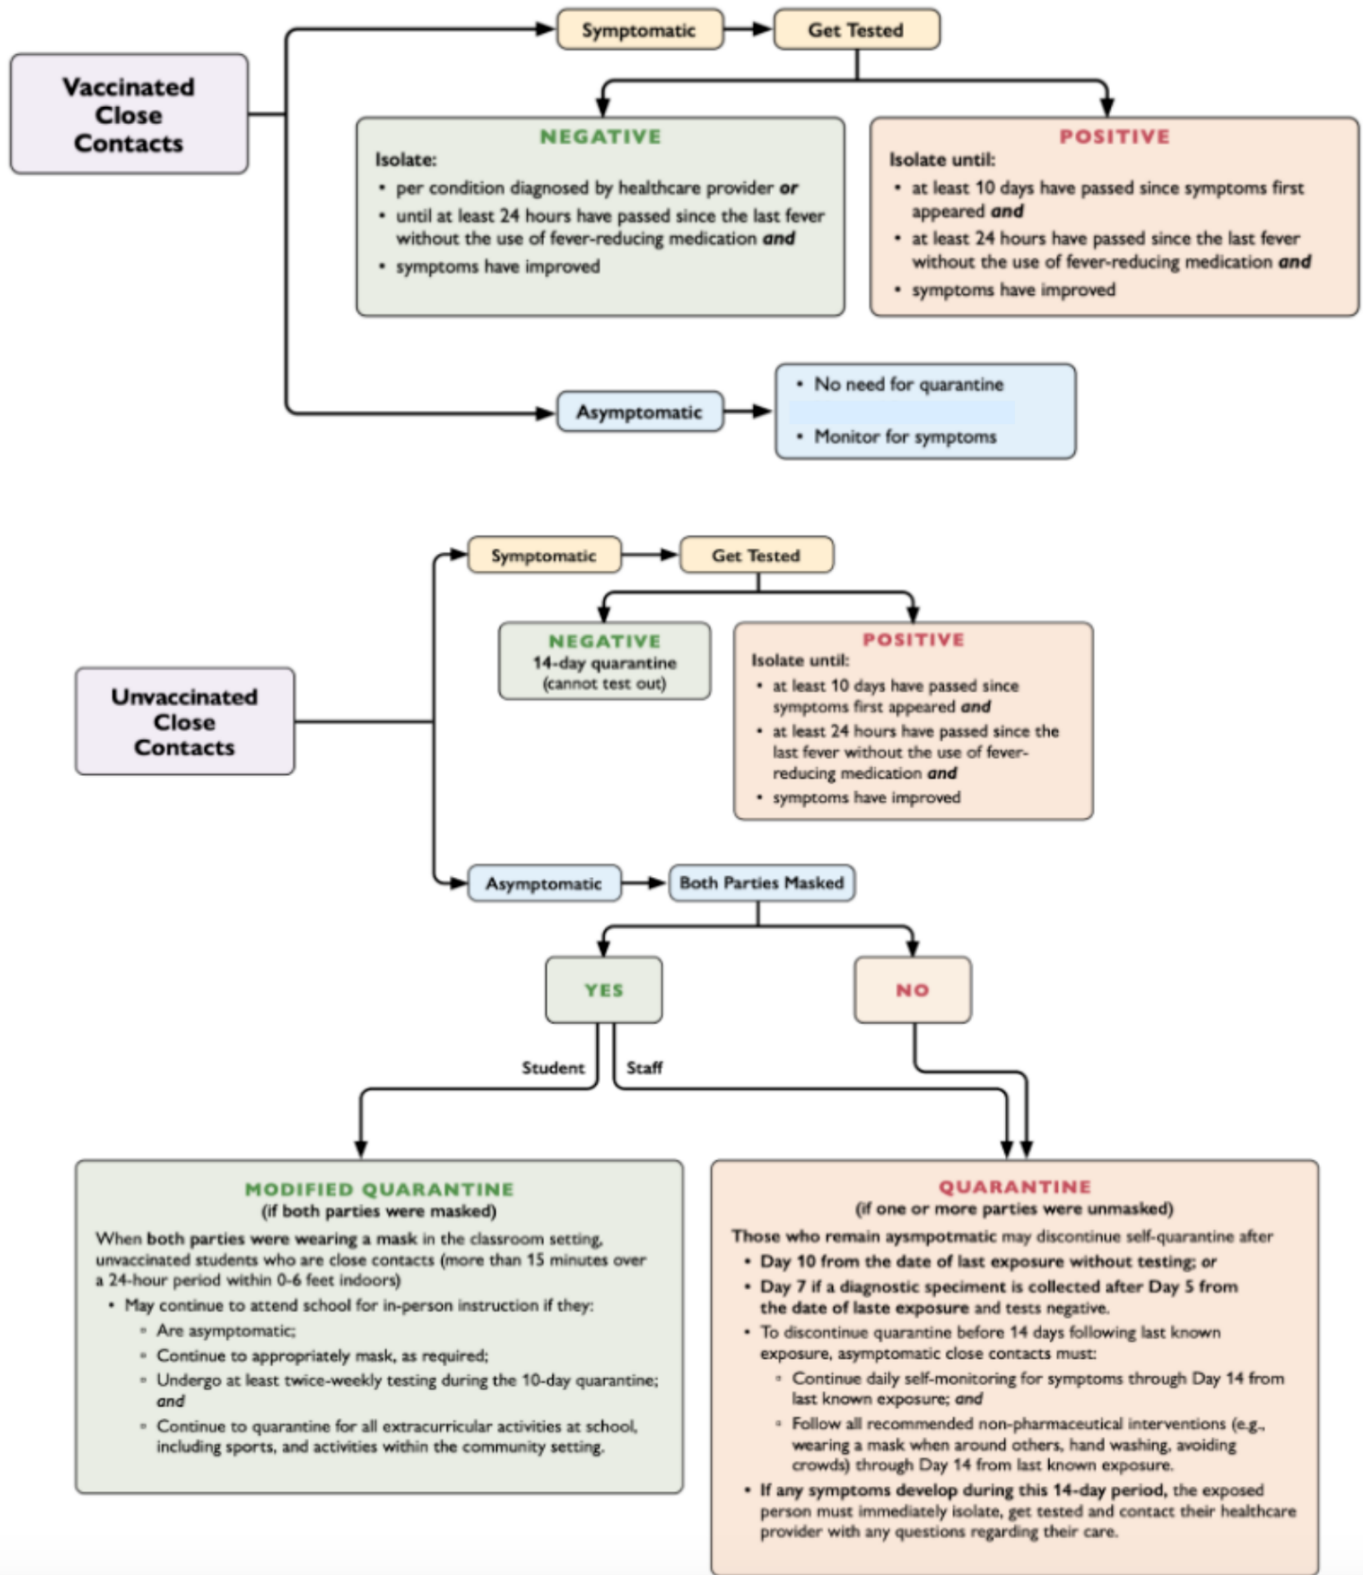 Symptomatic
Get Tested
Vaccinated
Close
Contacts
NEGATIVE
Isolate:
• per condition diagnosed by healthcare provider or
• until at least 24 hours have passed since the last fever
without the use of fever-reducing medication and
• symptoms have improved
POSITIVE
Isolate until:
• at least 10 days have passed since symptoms first
appeared and
• at least 24 hours have passed since the last fever
without the use of fever-reducing medication and
• symptoms have improved
Asymptomatic
• No need for quarantine
• Monitor for symptoms
Symptomatic
Get Tested
NEGATIVE
14-day quarantine
(cannot test out)
POSITIVE
Isolate until:
• at least 10 days have passed since
symptoms first appeared and
• at least 24 hours have passed since the
last fever without the use of fever-
reducing medication and
• symptoms have improved
Unvaccinated
Close
Contacts
Asymptomatic
Both Parties Masked
YES
NO
Student
Staff
MODIFIED QUARANTINE
(if both parties were masked)
When both parties were wearing a mask in the classroom setting,
unvaccinated students who are close contacts (more than 15 minutes over
a 24-hour period within 0-6 feet indoors)
• May continue to attend school for in-person instruction if they:
▫ Are asymptomatic;
▫ Continue to appropriately mask, as required;
▫ Undergo at least twice-weekly testing during the 10-day quarantine;
and
▫ Continue to quarantine for all extracurricular activities at school,
including sports, and activities within the community setting.
QUARANTINE
(if one or more parties were unmasked)
Those who remain aysmpotmatic may discontinue self-quarantine after
• Day 10 from the date of last exposure without testing; or
• Day 7 if a diagnostic speciment is collected after Day 5 from
the date of laste exposure and tests negative.
• To discontinue quarantine before 14 days following last known
exposure, asymptomatic close contacts must:
▫ Continue daily self-monitoring for symptoms through Day 14 from
last known exposure; and
▫ Follow all recommended non-pharmaceutical interventions (e.g.,
wearing a mask when around others, hand washing, avoiding
crowds) through Day 14 from last known exposure.
• If any symptoms develop during this 14-day period, the exposed
person must immediately isolate, get tested and contact their healthcare
provider with any questions regarding their care.